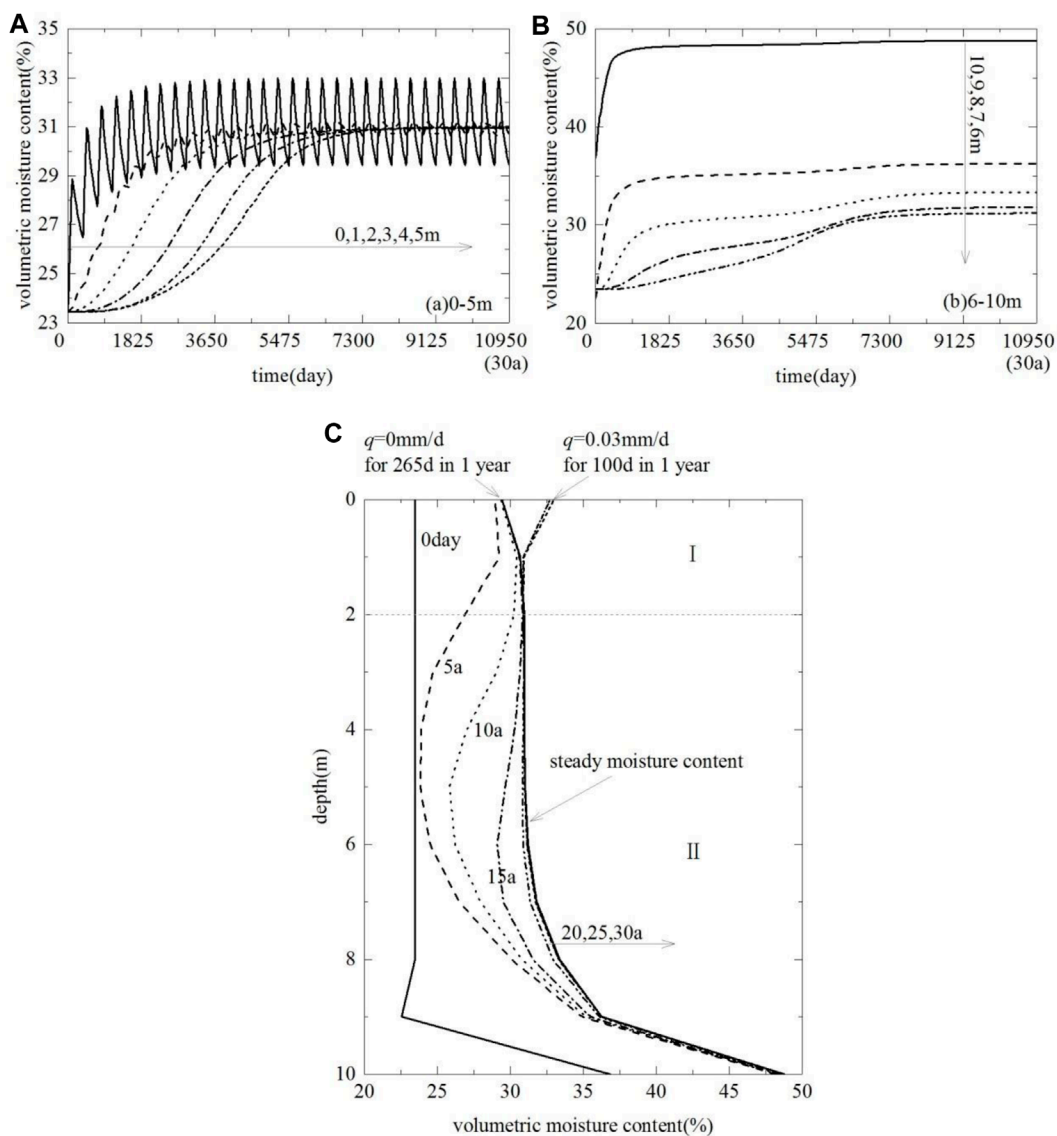 A
volumetric moisture content(%)
35
33
31
29
27
25
23
0,1,2,3,4,5m
(a)0-5m
0 1825 3650 5475 7300 9125 10950
(30a)
time(day)
B
volumetric moisture content(%)
50
40
30
20
10,9,8,7,6m
(b)6-10m
0 1825 3650 5475 7300 9125 10950
(30a)
time(day)
C
q=0mm/d
for 265d in 1 year
q=0.03mm/d
for 100d in 1 year
depth(m)
0
2
4
6
8
10
0day
I
5a
10a
steady moisture content
II
15a
20,25,30a
20 25 30 35 40 45 50
volumetric moisture content(%)